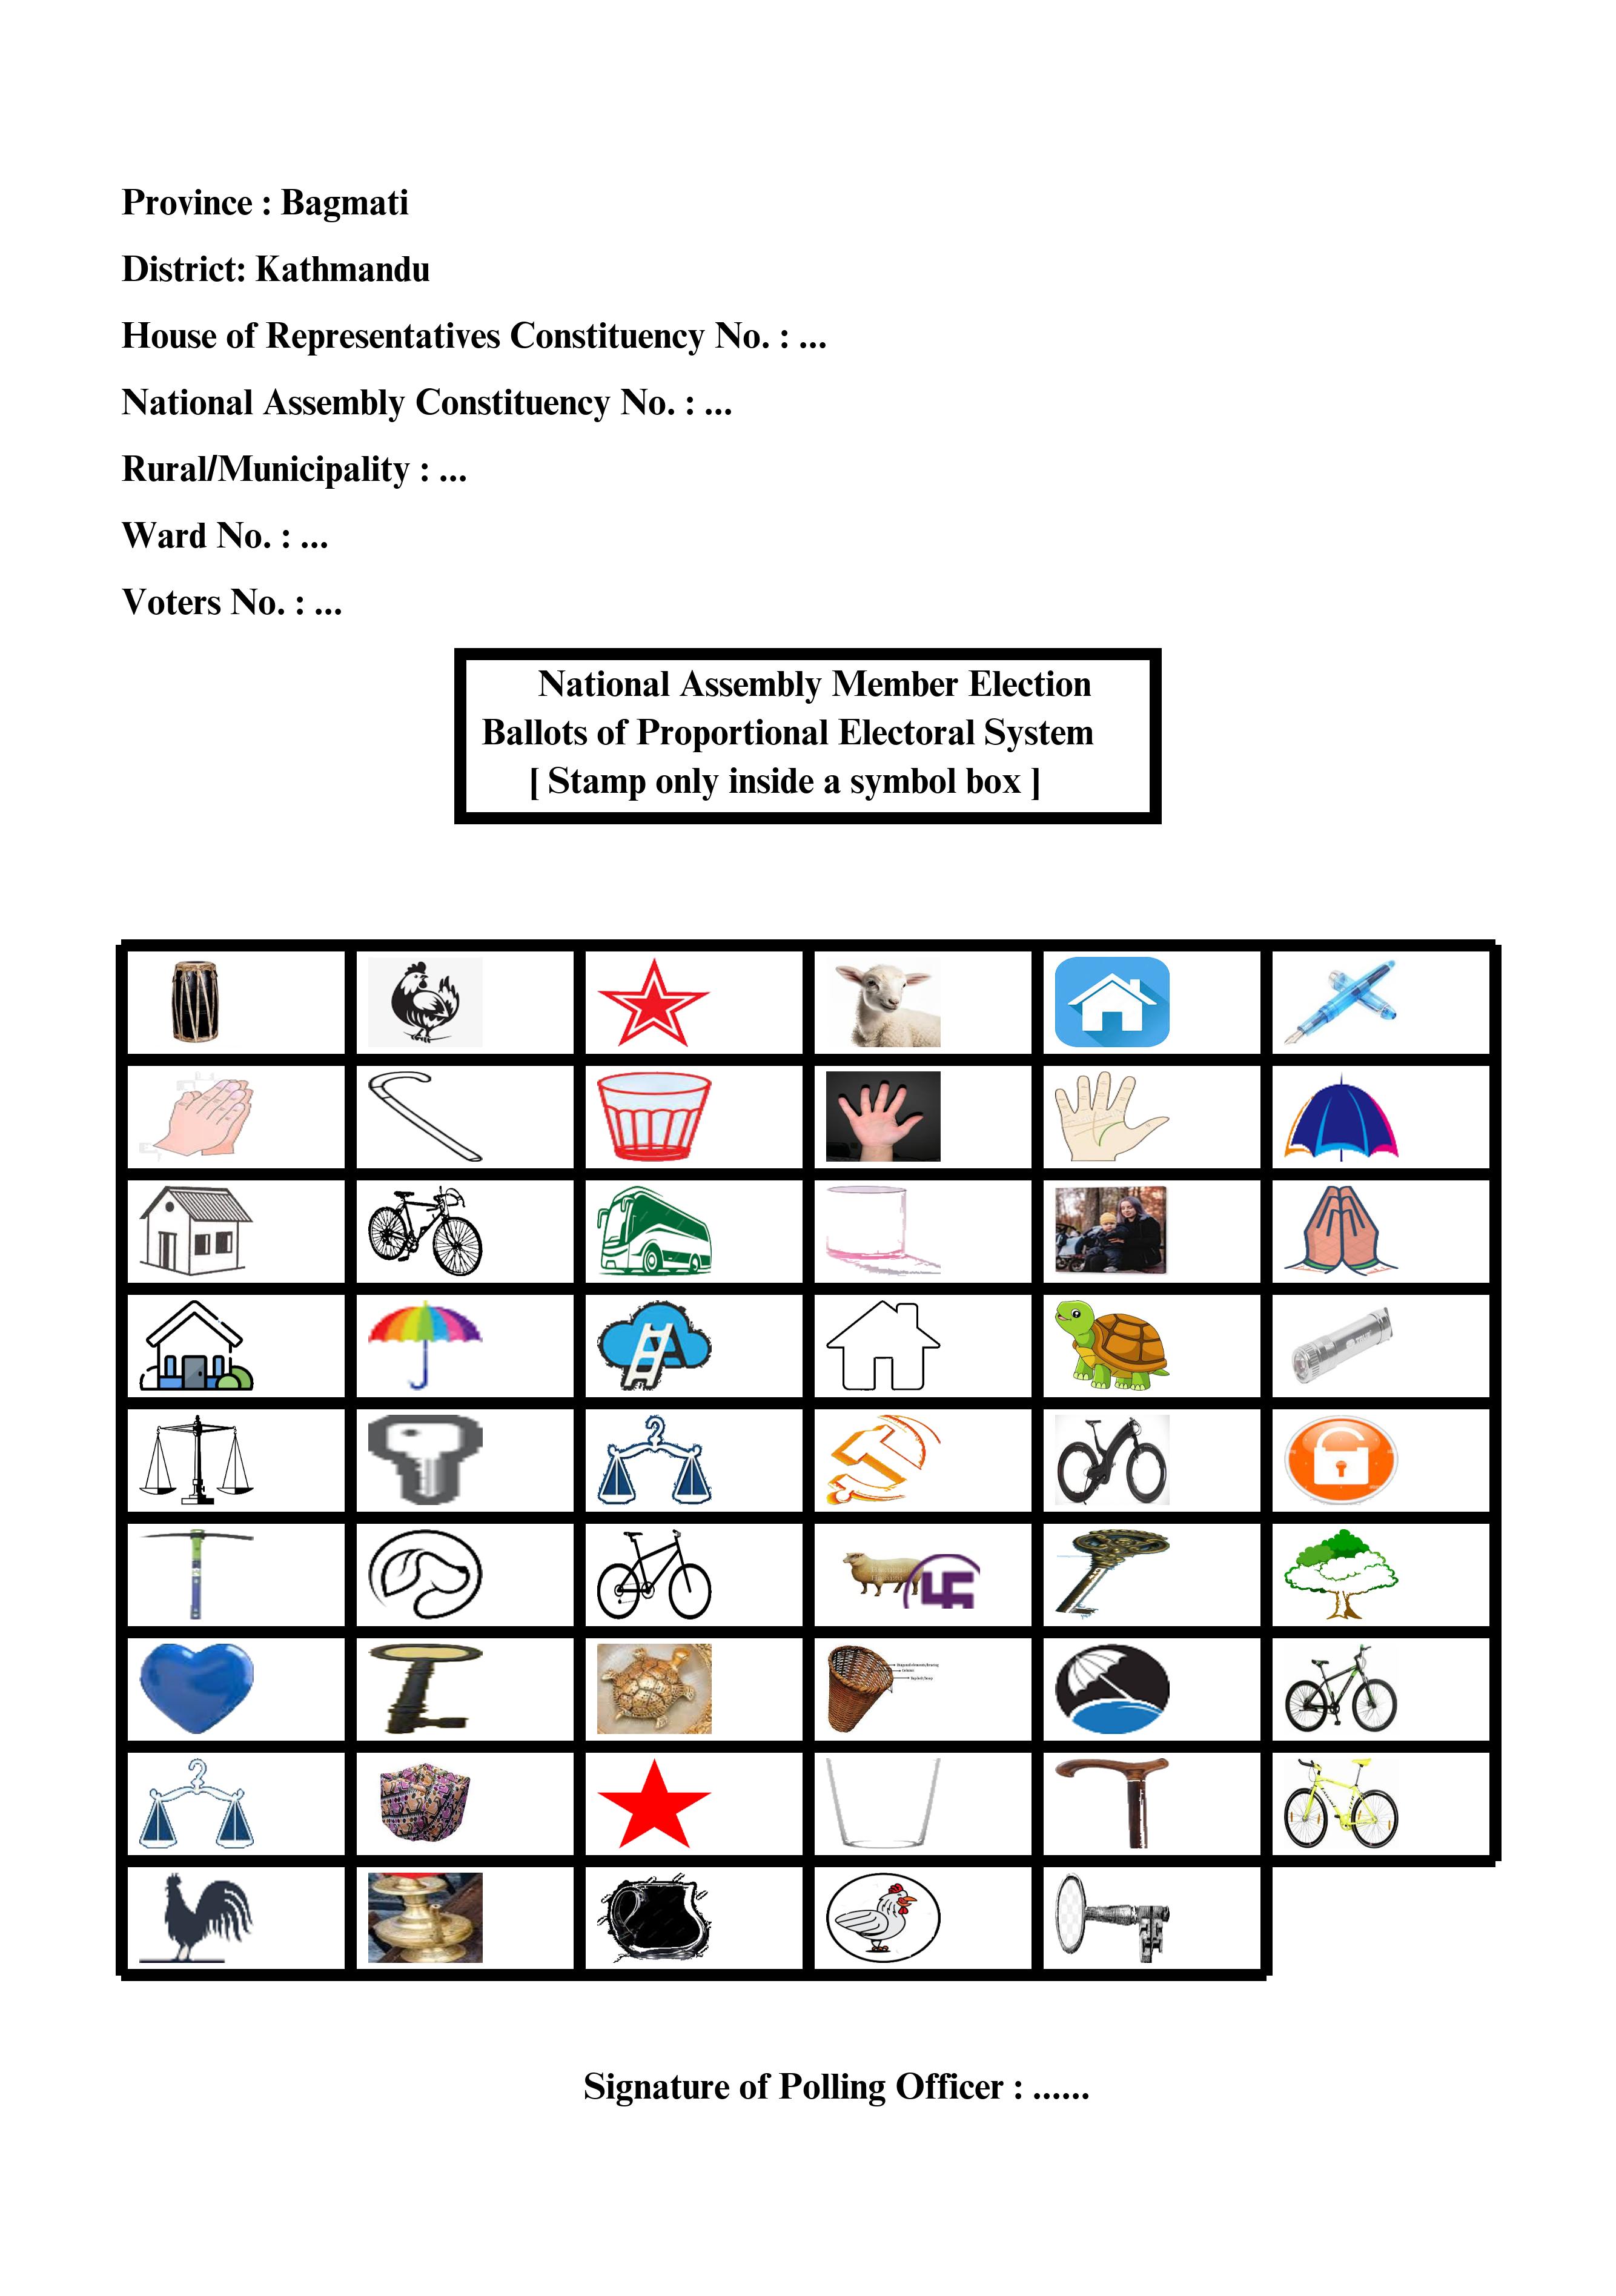 Province : Bagmati
District: Kathmandu
House of Representatives Constituency No. : ...
National Assembly Constituency No. : ...
Rural/Municipality : ...
Ward No. : ...
Voters No. : ...
National Assembly Member Election
Ballots of Proportional Electoral System
[ Stamp only inside a symbol box ]
Signature of Polling Officer : ......